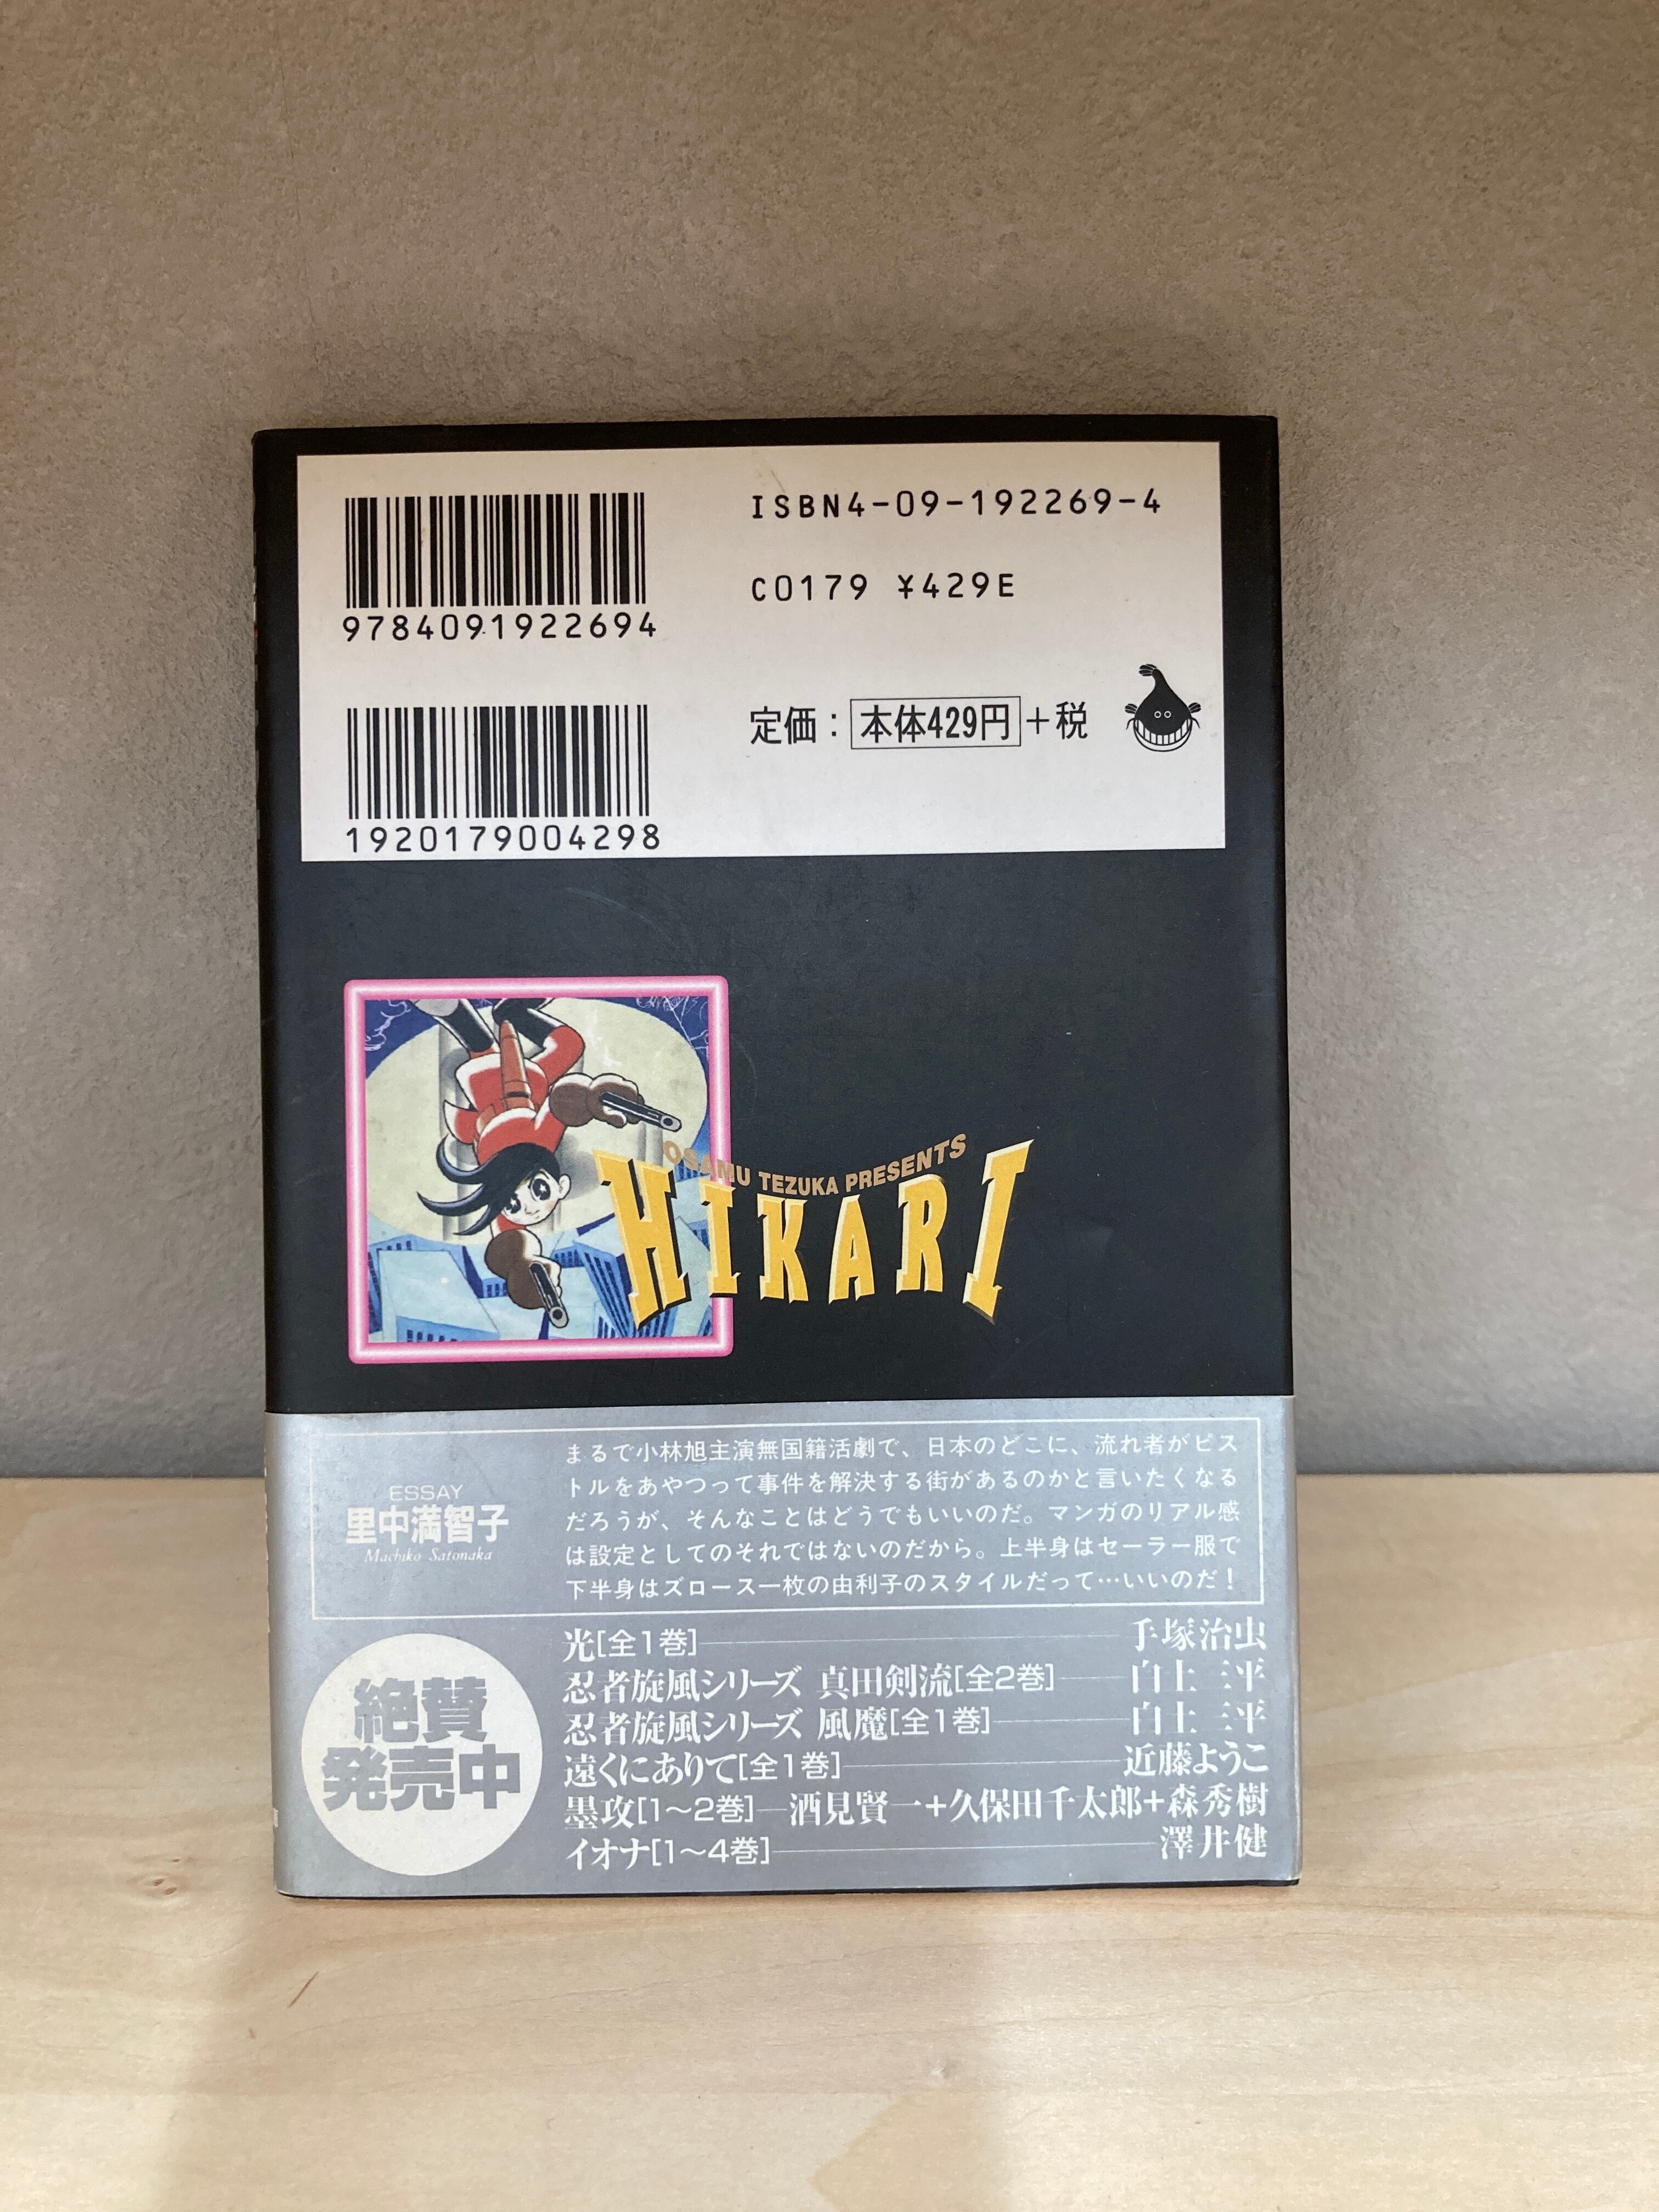 ISBN4-09-192269-4
9784091922694
C0179 ¥429E
定価：本体429円+税
1920179004298
OSAMU TEZUKA PRESENTS
HIKARI
ESSAY
里中満智子
Machiko Satonaka
まるで小林旭主演無国籍活劇で、日本のどこに、流れ者がピス
トルをあやつって事件を解決する街があるのかと言いたくなる
だろうが、そんなことはどうでもいいのだ。マンガのリアル感
は設定としてのそれではないのだから。上半身はセーラー服で
下半身はズロース一枚の由利子のスタイルだって…いいのだ！
絶賛
発売中
光[全1巻]―手塚治虫
忍者旋風シリーズ 真田剣流[全2巻]―白土三平
忍者旋風シリーズ 風魔[全1巻]―白土三平
遠くにありて[全1巻]―近藤ようこ
墨攻[1～2巻]―酒見賢一+久保田千太郎+森秀樹
イオナ[1～4巻]―澤井健